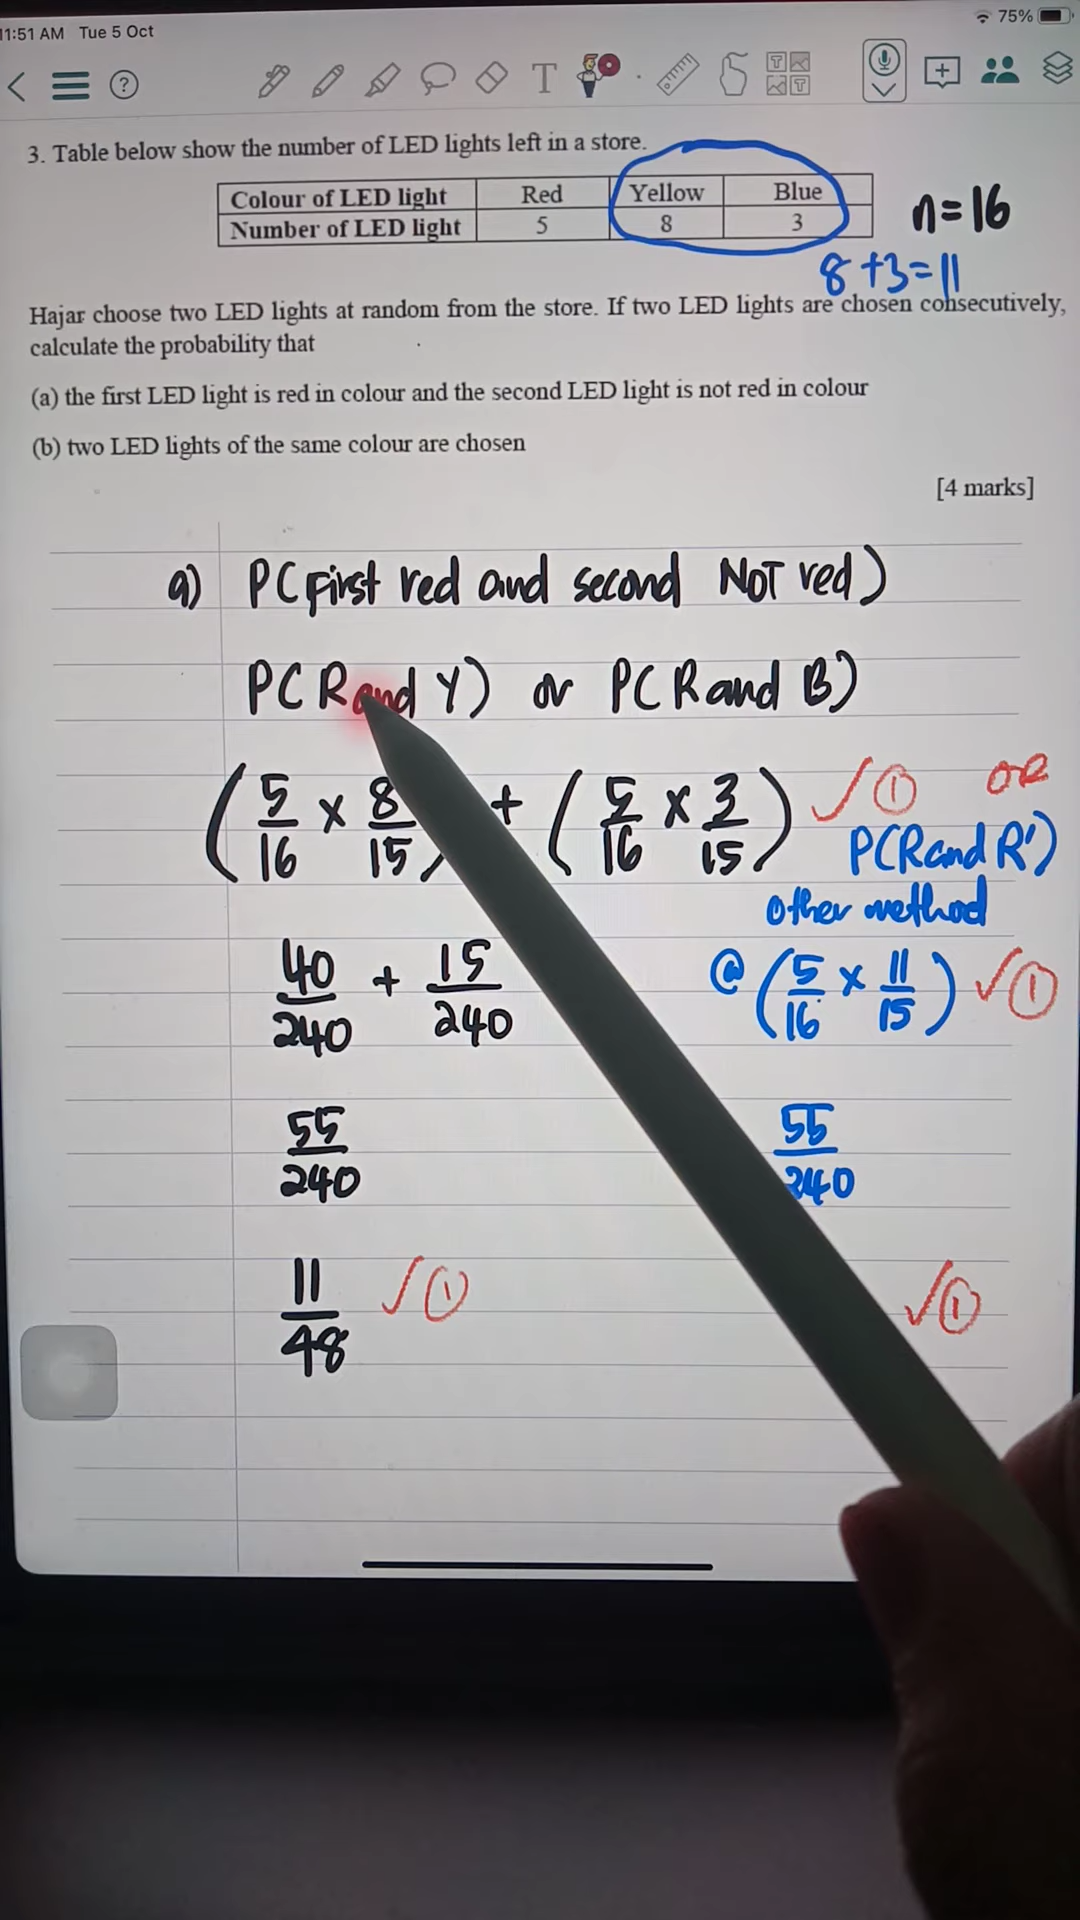 11:51 AM Tue 5 Oct
75%
T
3. Table below show the number of LED lights left in a store.
Colour of LED light Red Yellow Blue
Number of LED light 5 8 3
n=16
8+3=11
Hajar choose two LED lights at random from the store. If two LED lights are chosen consecutively,
calculate the probability that
(a) the first LED light is red in colour and the second LED light is not red in colour
(b) two LED lights of the same colour are chosen
[4 marks]
a) P(First red and second NOT red)
P(R and Y) or P(R and B)
(5/16 x 8/15) + (5/16 x 3/15) ✓① OR
P(R and R')
other method
40/240 + 15/240 @ (5/16 x 11/15) ✓①
55/240 55/240
11/48 ✓① ✓①